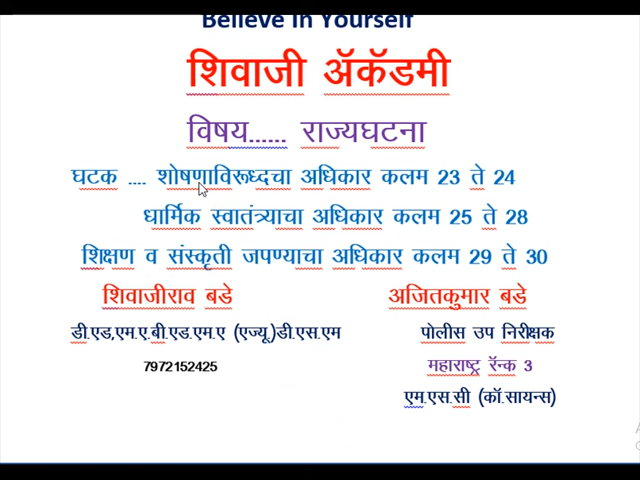 Believe in Yourself
शिवाजी ॲकॅडमी
विषय...... राज्यघटना
घटक .... शोषणाविरूध्दचा अधिकार कलम 23 ते 24
धार्मिक स्वातंत्र्याचा अधिकार कलम 25 ते 28
शिक्षण व संस्कृती जपण्याचा अधिकार कलम 29 ते 30
शिवाजीराव बडे अजितकुमार बडे
डी.एड,एम.ए.बी.एड.एम.ए (एज्यू.)डी.एस.एम पोलीस उप निरीक्षक
7972152425 महाराष्ट्र रॅन्क 3
एम.एस.सी (कॉ.सायन्स)